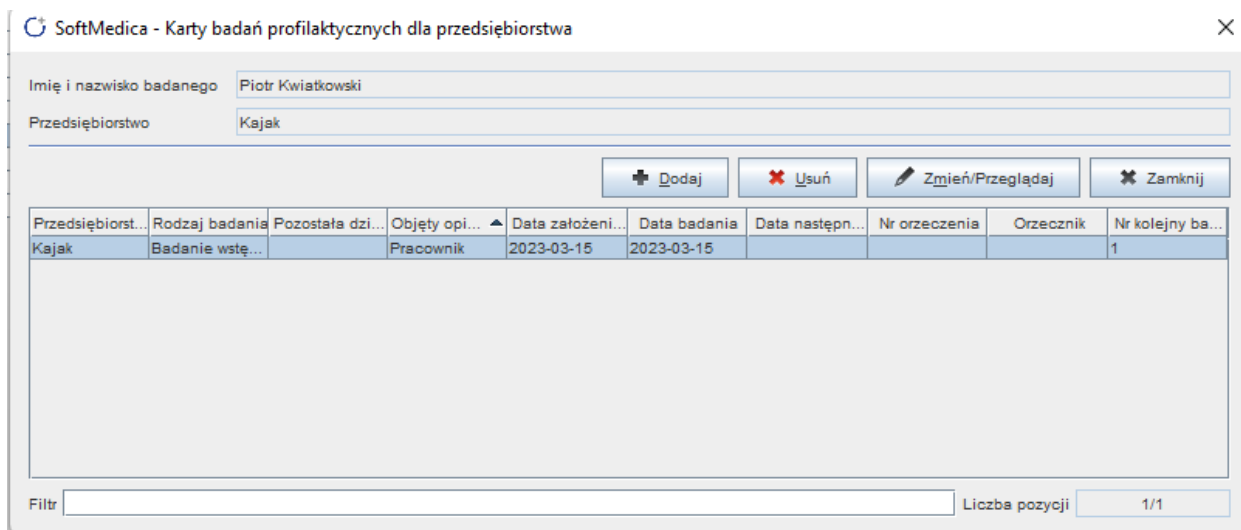 SoftMedica - Karty badań profilaktycznych dla przedsiębiorstwa
Imię i nazwisko badanego Piotr Kwiatkowski
Przedsiębiorstwo Kajak
Dodaj Usuń Zmień/Przeglądaj Zamknij
Przedsiębiorst... Rodzaj badania Pozostała dzi... Objęty opi... Data założeni... Data badania Data następn... Nr orzeczenia Orzecznik Nr kolejny ba...
Kajak Badanie wstę... Pracownik 2023-03-15 2023-03-15 1
Filtr Liczba pozycji 1/1